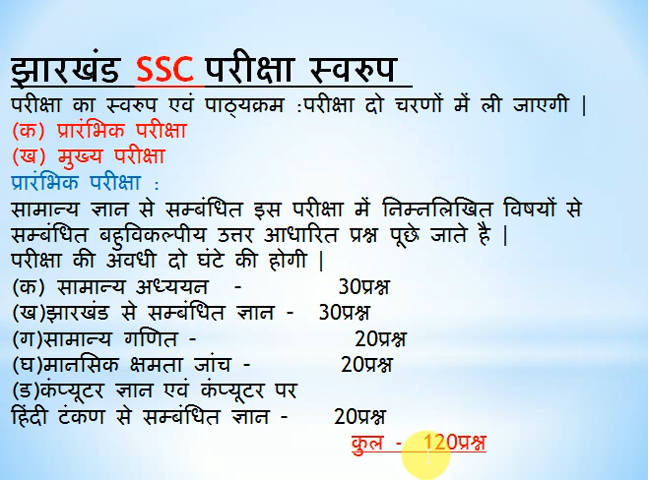 झारखंड SSC परीक्षा स्वरुप
परीक्षा का स्वरुप एवं पाठ्यक्रम :परीक्षा दो चरणों में ली जाएगी |
(क) प्रारंभिक परीक्षा
(ख) मुख्य परीक्षा
प्रारंभिक परीक्षा :
सामान्य ज्ञान से सम्बंधित इस परीक्षा में निम्नलिखित विषयों से
सम्बंधित बहुविकल्पीय उत्तर आधारित प्रश्न पूछे जाते है |
परीक्षा की अवधी दो घंटे की होगी |
(क) सामान्य अध्ययन - 30प्रश्न
(ख)झारखंड से सम्बंधित ज्ञान - 30प्रश्न
(ग)सामान्य गणित - 20प्रश्न
(घ)मानसिक क्षमता जांच - 20प्रश्न
(ड)कंप्यूटर ज्ञान एवं कंप्यूटर पर
हिंदी टंकण से सम्बंधित ज्ञान - 20प्रश्न
कुल - 120प्रश्न